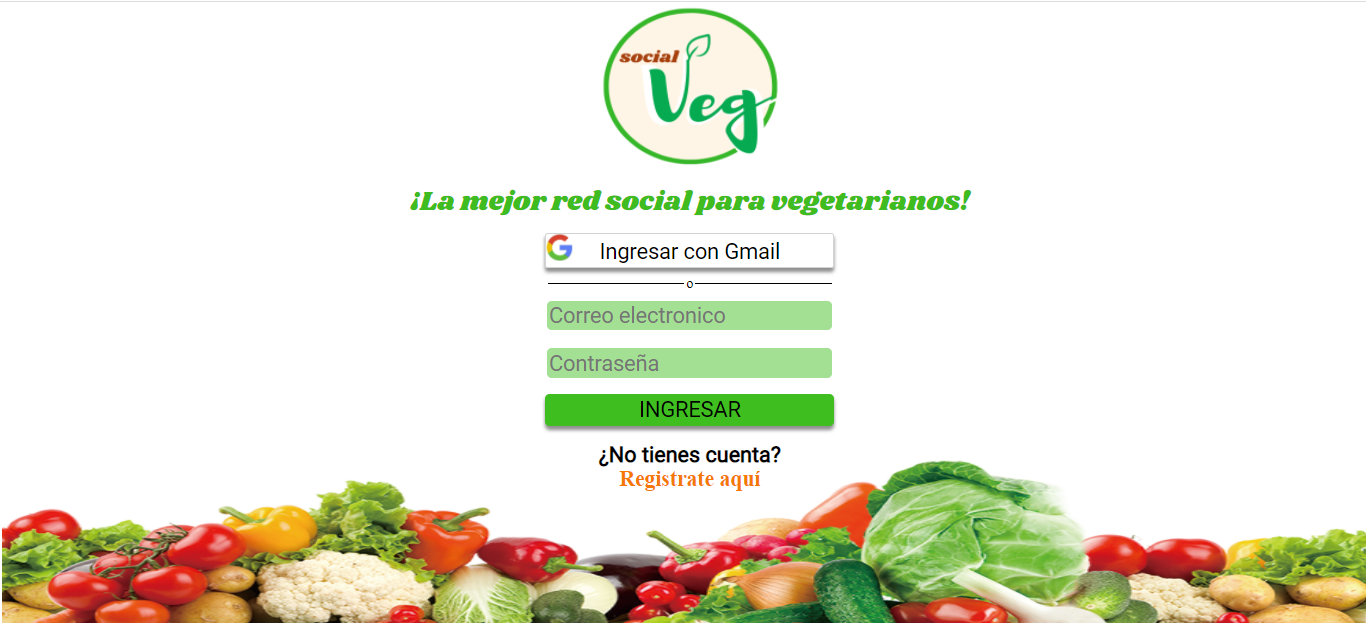 social
Veg
¡La mejor red social para vegetarianos!
Ingresar con Gmail
o
Correo electronico
Contraseña
INGRESAR
¿No tienes cuenta?
Registrate aquí